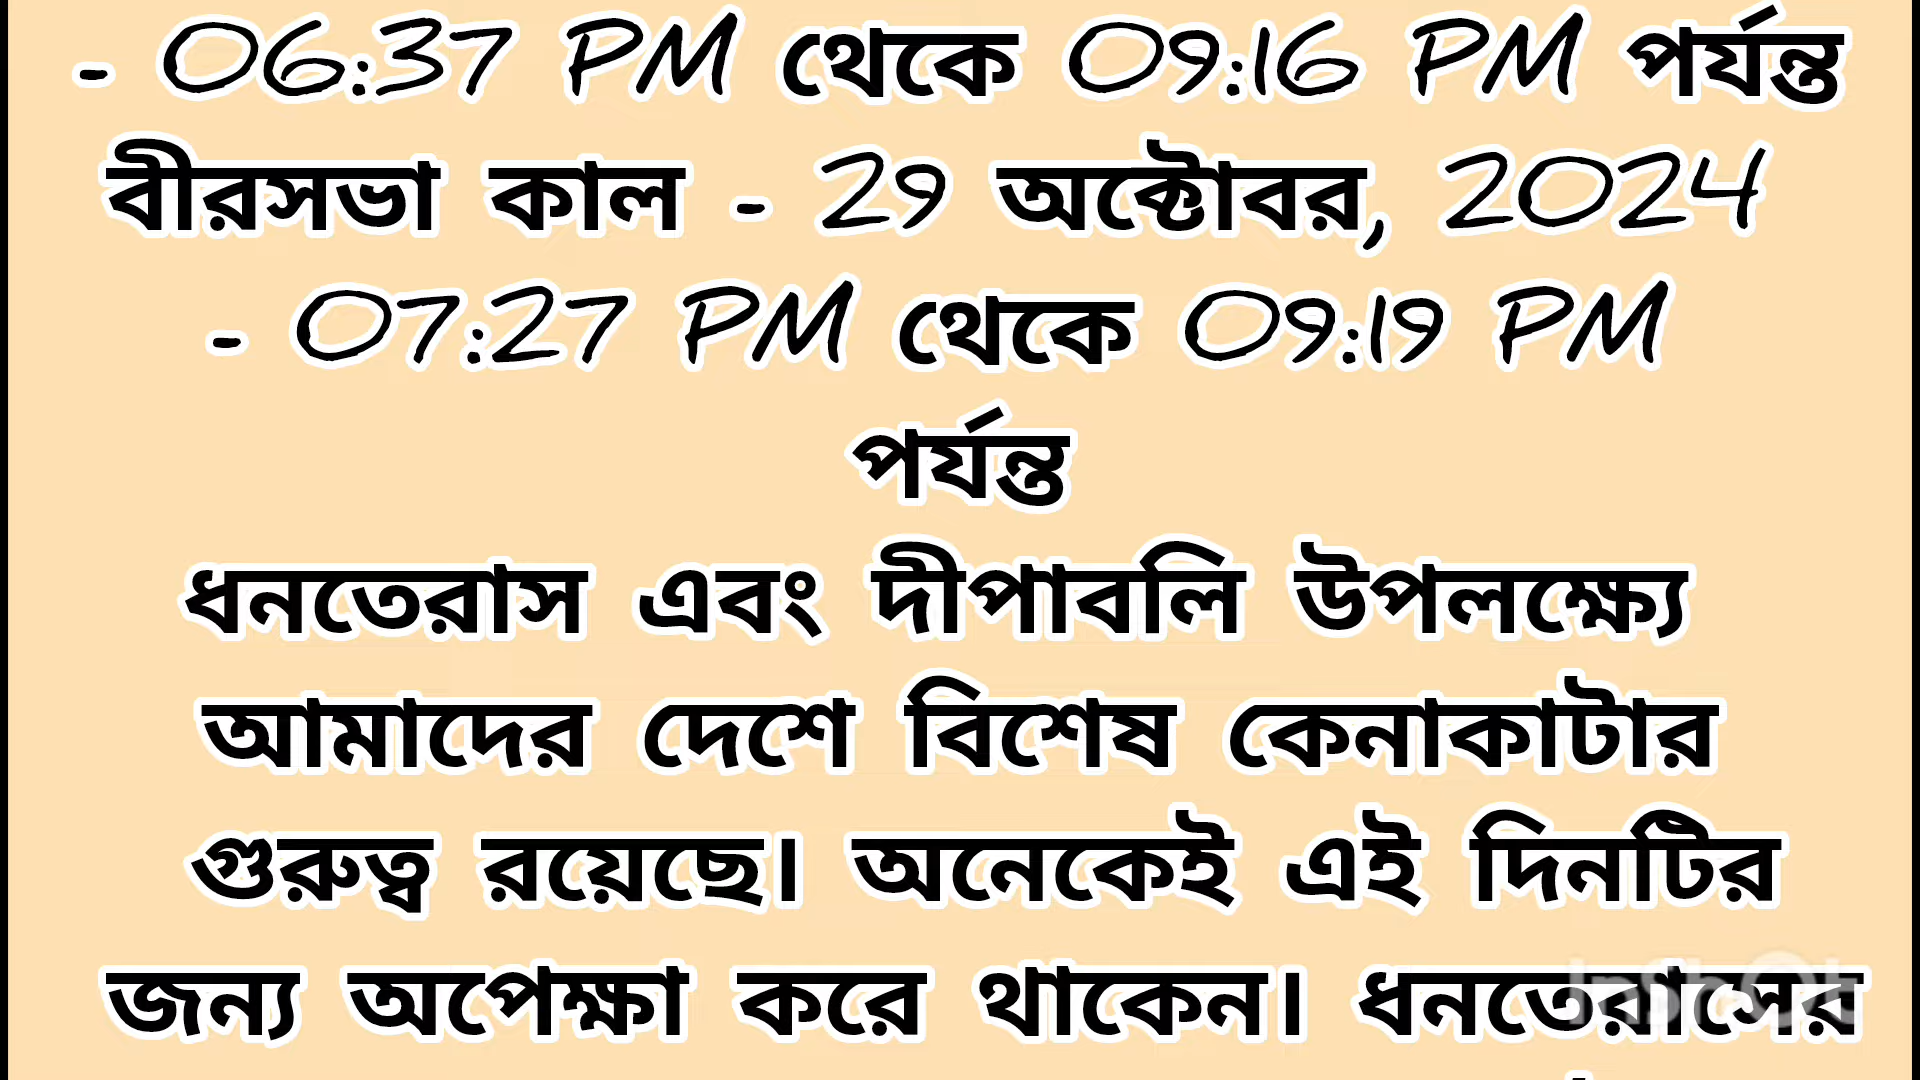 - 06:37 PM থেকে 09:16 PM পর্যন্ত
বীরসভা কাল - 29 অক্টোবর, 2024
- 07:27 PM থেকে 09:19 PM
পর্যন্ত
ধনতেরাস এবং দীপাবলি উপলক্ষ্যে
আমাদের দেশে বিশেষ কেনাকাটার
গুরুত্ব রয়েছে। অনেকেই এই দিনটির
জন্য অপেক্ষা করে থাকেন। ধনতেরাসের
InShOt